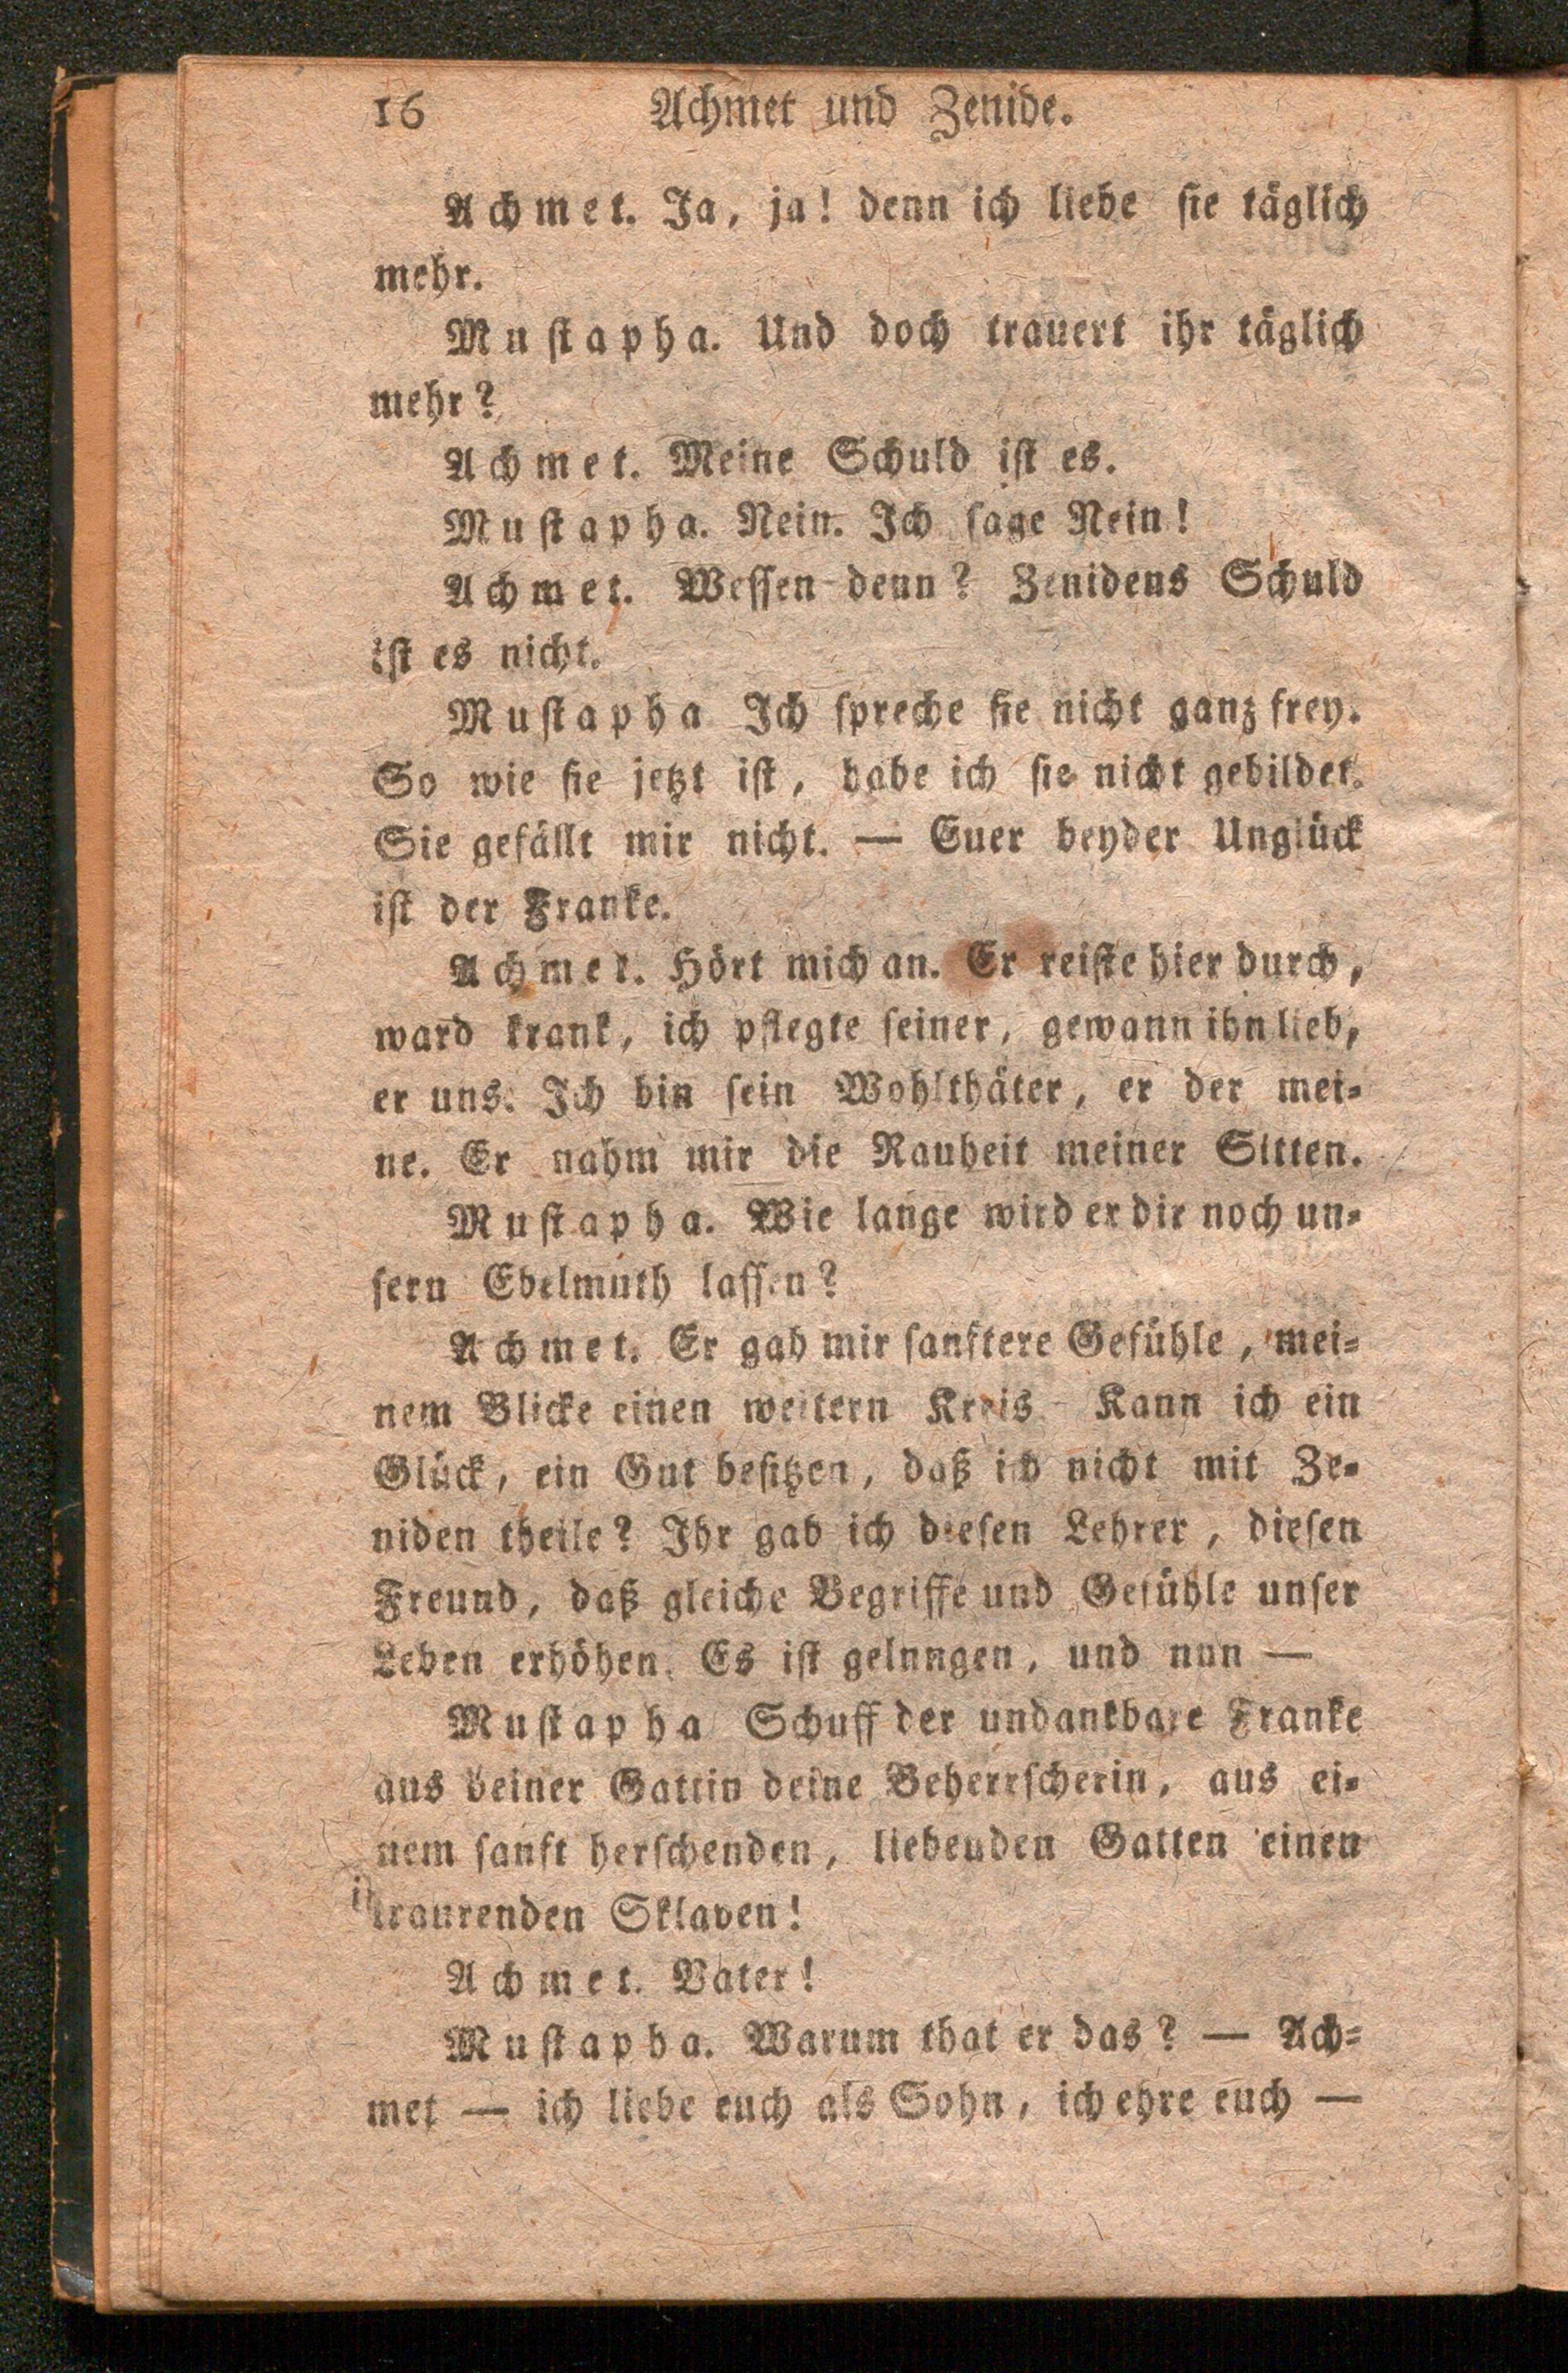 16 Achmet und Zenide.
Achmet. Ja, ja! denn ich liebe sie täglich
mehr.
Mustapha. Und doch trauert ihr täglich
mehr?
Achmet. Meine Schuld ist es.
Mustapha. Nein. Ich sage Nein!
Achmet. Wessen denn? Zenidens Schuld
ist es nicht.
Mustapha Ich spreche sie nicht ganz frey.
So wie sie jetzt ist, habe ich sie nicht gebildet.
Sie gefällt mir nicht. — Euer beyder Unglück
ist der Franke.
Achmet. Hört mich an. Er reiste hier durch,
ward krank, ich pflegte seiner, gewann ihn lieb,
er uns. Ich bin sein Wohlthäter, er der mei-
ne. Er nahm mir die Rauheit meiner Sitten.
Mustapha. Wie lange wird er dir noch un-
sern Edelmuth lassen?
Achmet. Er gab mir sanftere Gefühle, mei-
nem Blicke einen weitern Kreis Kann ich ein
Glück, ein Gut besitzen, daß ich nicht mit Ze-
niden theile? Ihr gab ich diesen Lehrer, diesen
Freund, daß gleiche Begriffe und Gefühle unser
Leben erhöhen. Es ist gelungen, und nun —
Mustapha Schuff der undankbare Franke
aus deiner Gattin deine Beherrscherin, aus ei-
nem sanft herschenden, liebenden Gatten einen
traurenden Sklaven!
Achmet. Vater!
Mustapha. Warum that er das? — Ach-
met — ich liebe euch als Sohn, ich ehre euch —